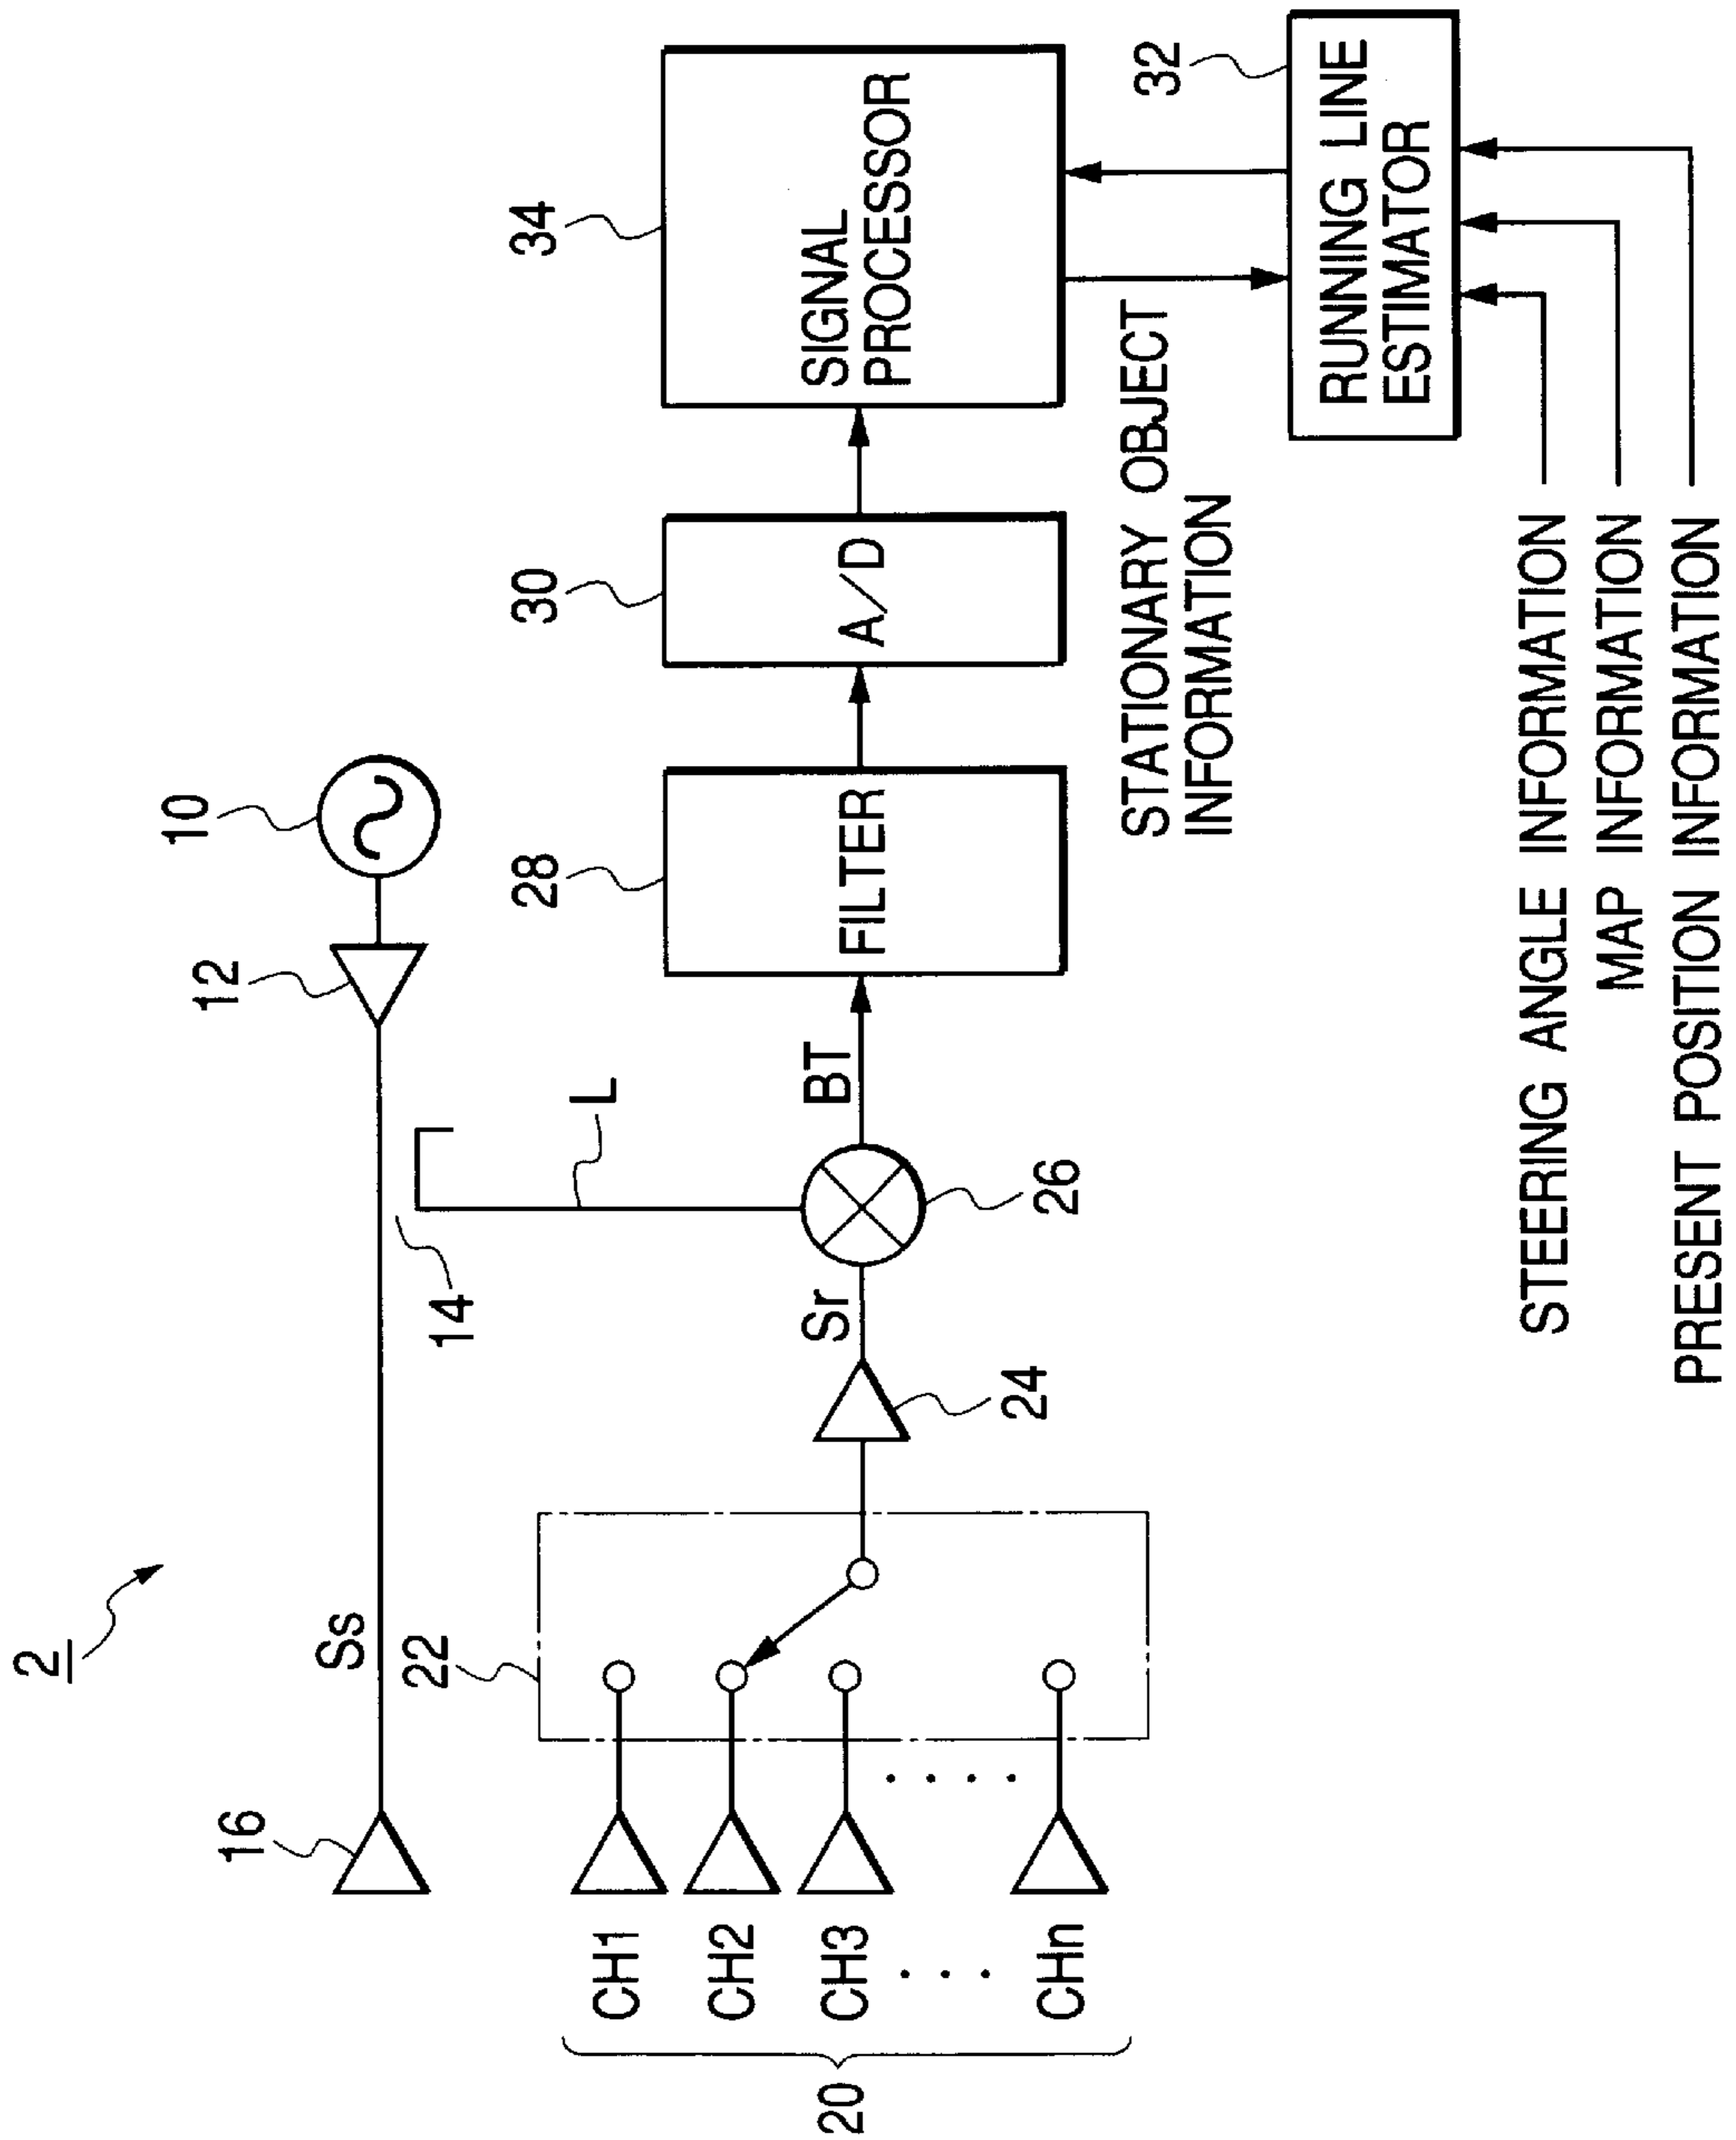 2
10
12
16
Ss
14
L
22
28
30
34
CH1
CH2
CH3
. . .
CHn
20
. . . .
24
Sr
26
BT
FILTER
A/D
SIGNAL
PROCESSOR
STATIONARY OBJECT
INFORMATION
32
RUNNING LINE
ESTIMATOR
STEERING ANGLE INFORMATION
MAP INFORMATION
PRESENT POSITION INFORMATION